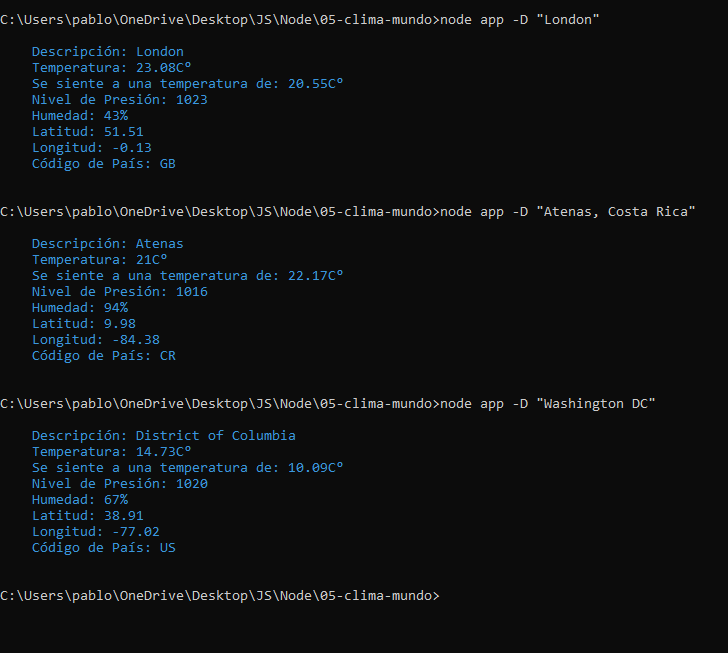 C:\Users\pablo\OneDrive\Desktop\JS\Node\05-clima-mundo>node app -D "London"
Descripción: London
Temperatura: 23.08Cº
Se siente a una temperatura de: 20.55Cº
Nivel de Presión: 1023
Humedad: 43%
Latitud: 51.51
Longitud: -0.13
Código de País: GB
C:\Users\pablo\OneDrive\Desktop\JS\Node\05-clima-mundo>node app -D "Atenas, Costa Rica"
Descripción: Atenas
Temperatura: 21Cº
Se siente a una temperatura de: 22.17Cº
Nivel de Presión: 1016
Humedad: 94%
Latitud: 9.98
Longitud: -84.38
Código de País: CR
C:\Users\pablo\OneDrive\Desktop\JS\Node\05-clima-mundo>node app -D "Washington DC"
Descripción: District of Columbia
Temperatura: 14.73Cº
Se siente a una temperatura de: 10.09Cº
Nivel de Presión: 1020
Humedad: 67%
Latitud: 38.91
Longitud: -77.02
Código de País: US
C:\Users\pablo\OneDrive\Desktop\JS\Node\05-clima-mundo>